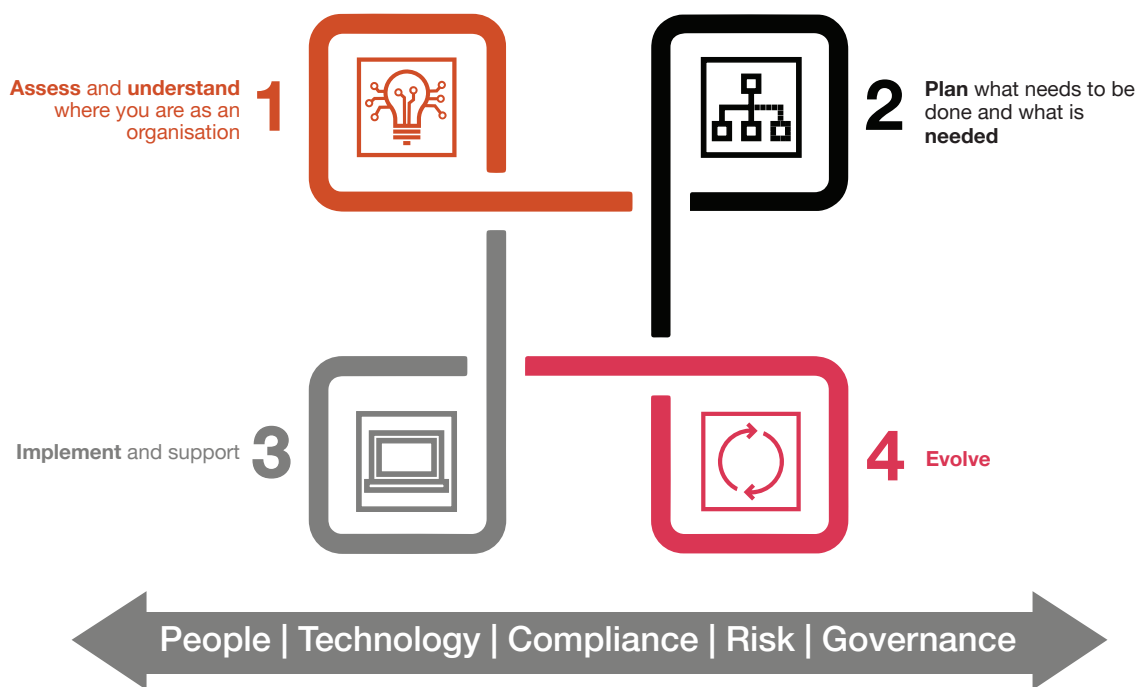 1
Assess and understand
where you are as an
organisation
2
Plan what needs to be
done and what is
needed
3
Implement and support
4
Evolve
People | Technology | Compliance | Risk | Governance